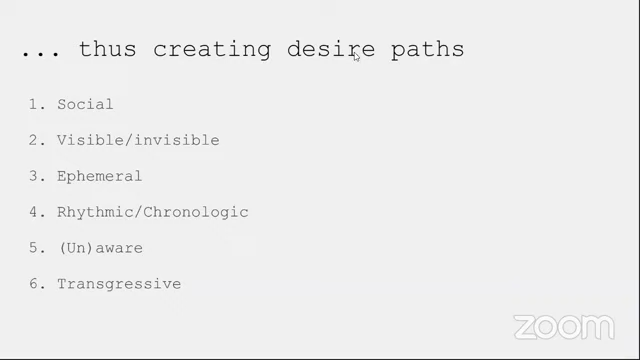 ... thus creating desire paths
1. Social
2. Visible/invisible
3. Ephemeral
4. Rhythmic/Chronologic
5. (Un)aware
6. Transgressive
zoom